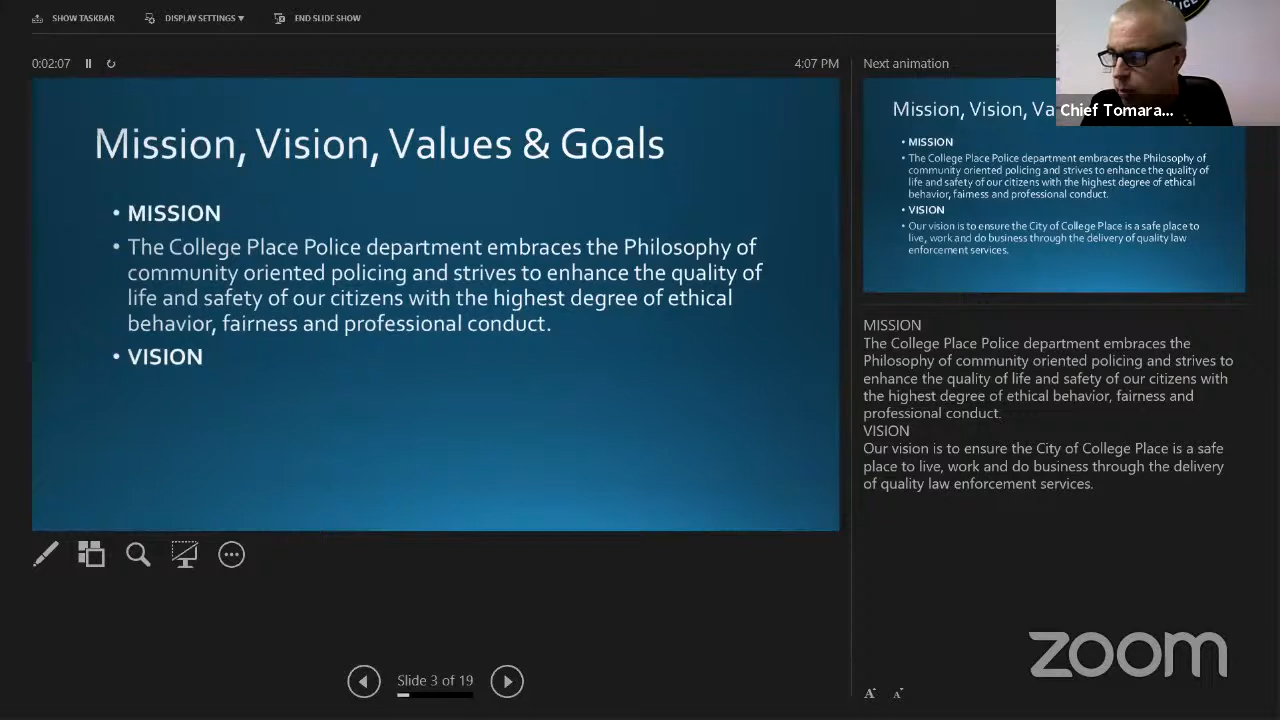 SHOW TASKBAR
DISPLAY SETTINGS ▾
END SLIDE SHOW
0:02:07
4:07 PM
Mission, Vision, Values & Goals
• MISSION
• The College Place Police department embraces the Philosophy of
community oriented policing and strives to enhance the quality of
life and safety of our citizens with the highest degree of ethical
behavior, fairness and professional conduct.
• VISION
Slide 3 of 19
Next animation
Mission, Vision, Va
• MISSION
• The College Place Police department embraces the Philosophy of
community oriented policing and strives to enhance the quality of
life and safety of our citizens with the highest degree of ethical
behavior, fairness and professional conduct.
• VISION
• Our vision is to ensure the City of College Place is a safe place to
live, work and do business through the delivery of quality law
enforcement services.
Chief Tomara...
MISSION
The College Place Police department embraces the
Philosophy of community oriented policing and strives to
enhance the quality of life and safety of our citizens with
the highest degree of ethical behavior, fairness and
professional conduct.
VISION
Our vision is to ensure the City of College Place is a safe
place to live, work and do business through the delivery
of quality law enforcement services.
A A
zoom